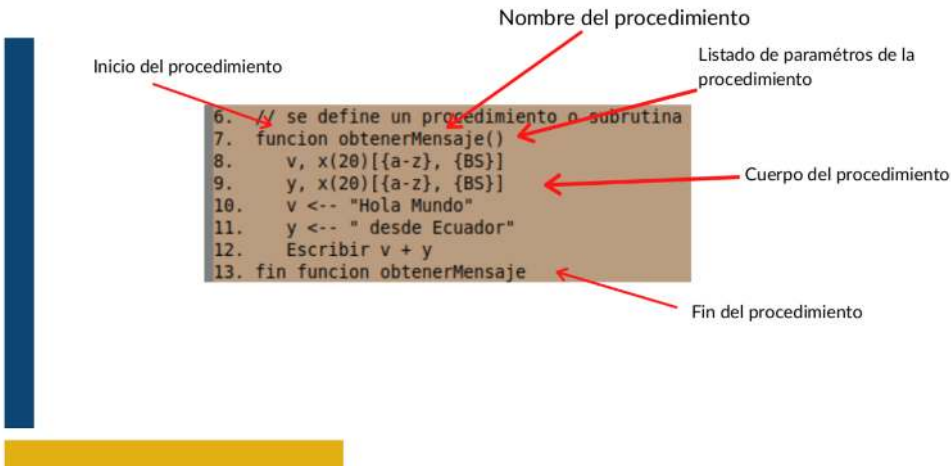 Nombre del procedimiento
Inicio del procedimiento
Listado de paramétros de la
procedimiento
6. // se define un procedimiento o subrutina
7. funcion obtenerMensaje()
8. v, x(20)[{a-z}, {BS}]
9. y, x(20)[{a-z}, {BS}]
10. v <-- "Hola Mundo"
11. y <-- " desde Ecuador"
12. Escribir v + y
13. fin funcion obtenerMensaje
Cuerpo del procedimiento
Fin del procedimiento